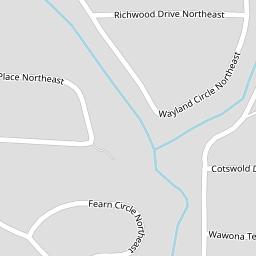 Richwood Drive Northeast
Place Northeast
Wayland Circle Northeast
Cotswold D
Fearn Circle Northeast
Wawona Te